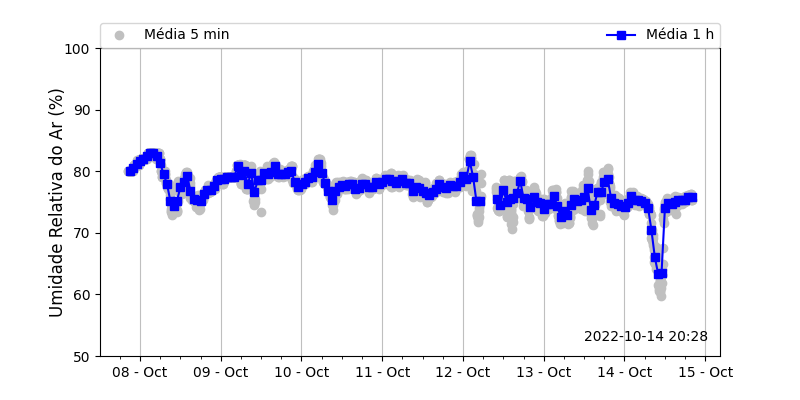 Média 5 min
Média 1 h
Umidade Relativa do Ar (%)
100
90
80
70
60
50
2022-10-14 20:28
08 - Oct
09 - Oct
10 - Oct
11 - Oct
12 - Oct
13 - Oct
14 - Oct
15 - Oct